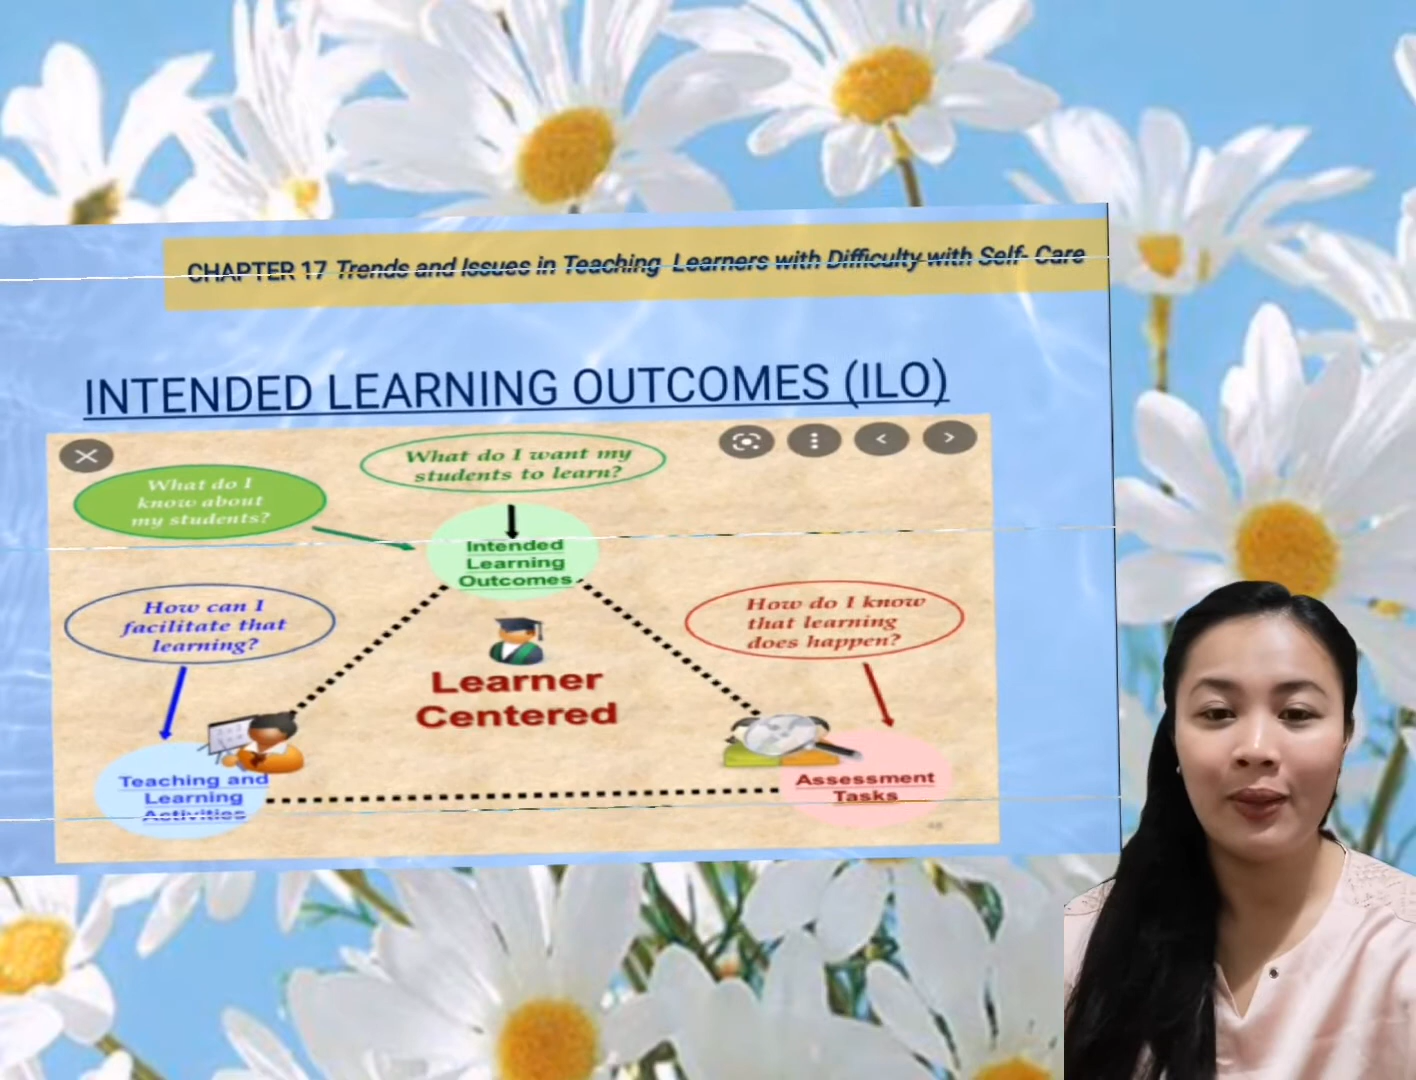 CHAPTER 17 Trends and Issues in Teaching Learners with Difficulty with Self- Care
INTENDED LEARNING OUTCOMES (ILO)
What do I want my
students to learn?
What do I
know about
my students?
Intended
Learning
Outcomes
How can I
facilitate that
learning?
How do I know
that learning
does happen?
Learner
Centered
Teaching and
Learning
Activities
Assessment
Tasks